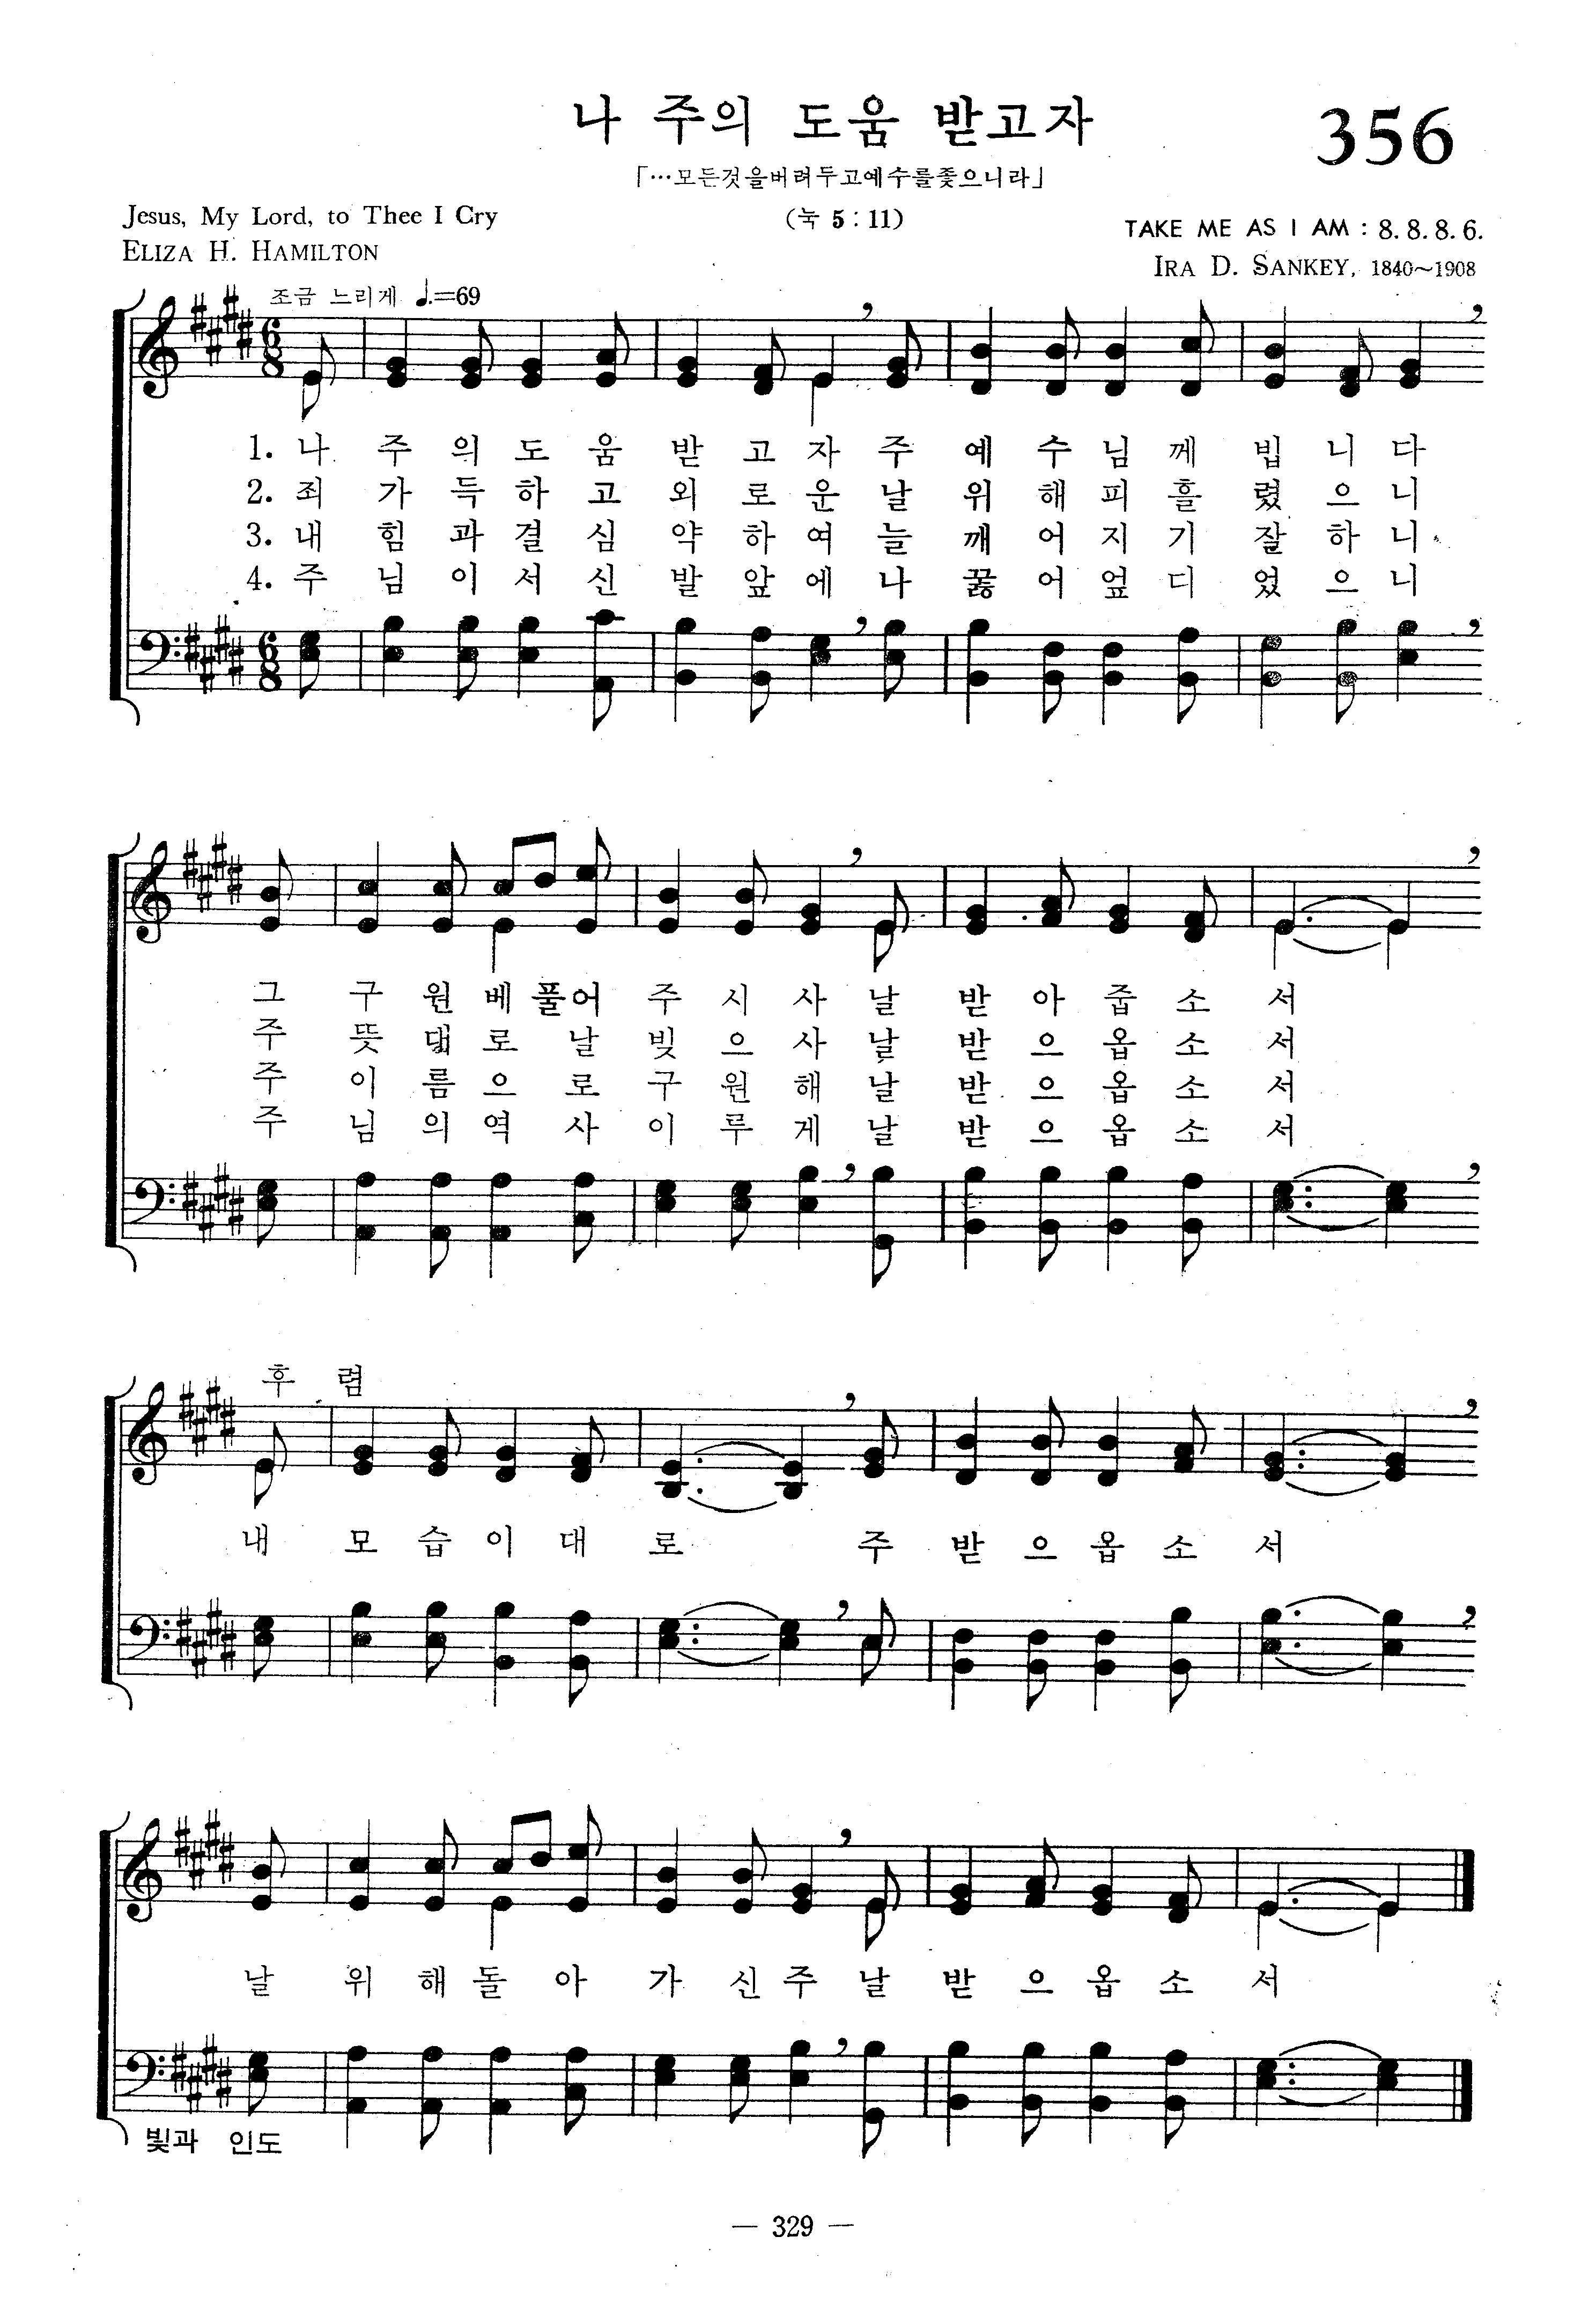 나 주의 도움 받고자
356
「…모든것을버려두고예수를좇으니라」
(눅 5 : 11)
Jesus, My Lord, to Thee I Cry
ELIZA H. HAMILTON
TAKE ME AS I AM : 8. 8. 8. 6.
IRA D. SANKEY, 1840~1908
조금 느리게 ♩.=69
1. 나 주 의 도 움 받 고 자 주 예 수 님 께 빕 니 다
2. 죄 가 득 하 고 외 로 운 날 위 해 피 흘 렸 으 니
3. 내 힘 과 결 심 약 하 여 늘 깨 어 지 기 잘 하 니
4. 주 님 이 서 신 발 앞 에 나 꿇 어 엎 디 었 으 니
그 구 원 베 풀어 주 시 사 날 받 아 줍 소 서
주 뜻 대 로 날 빚 으 사 날 받 으 옵 소 서
주 이 름 으 로 구 원 해 날 받 으 옵 소 서
주 님 의 역 사 이 루 게 날 받 으 옵 소 서
후 렴
내 모 습 이 대 로 주 받 으 옵 소 서
날 위 해 돌 아 가 신 주 날 받 으 옵 소 서
빛과 인도
— 329 —